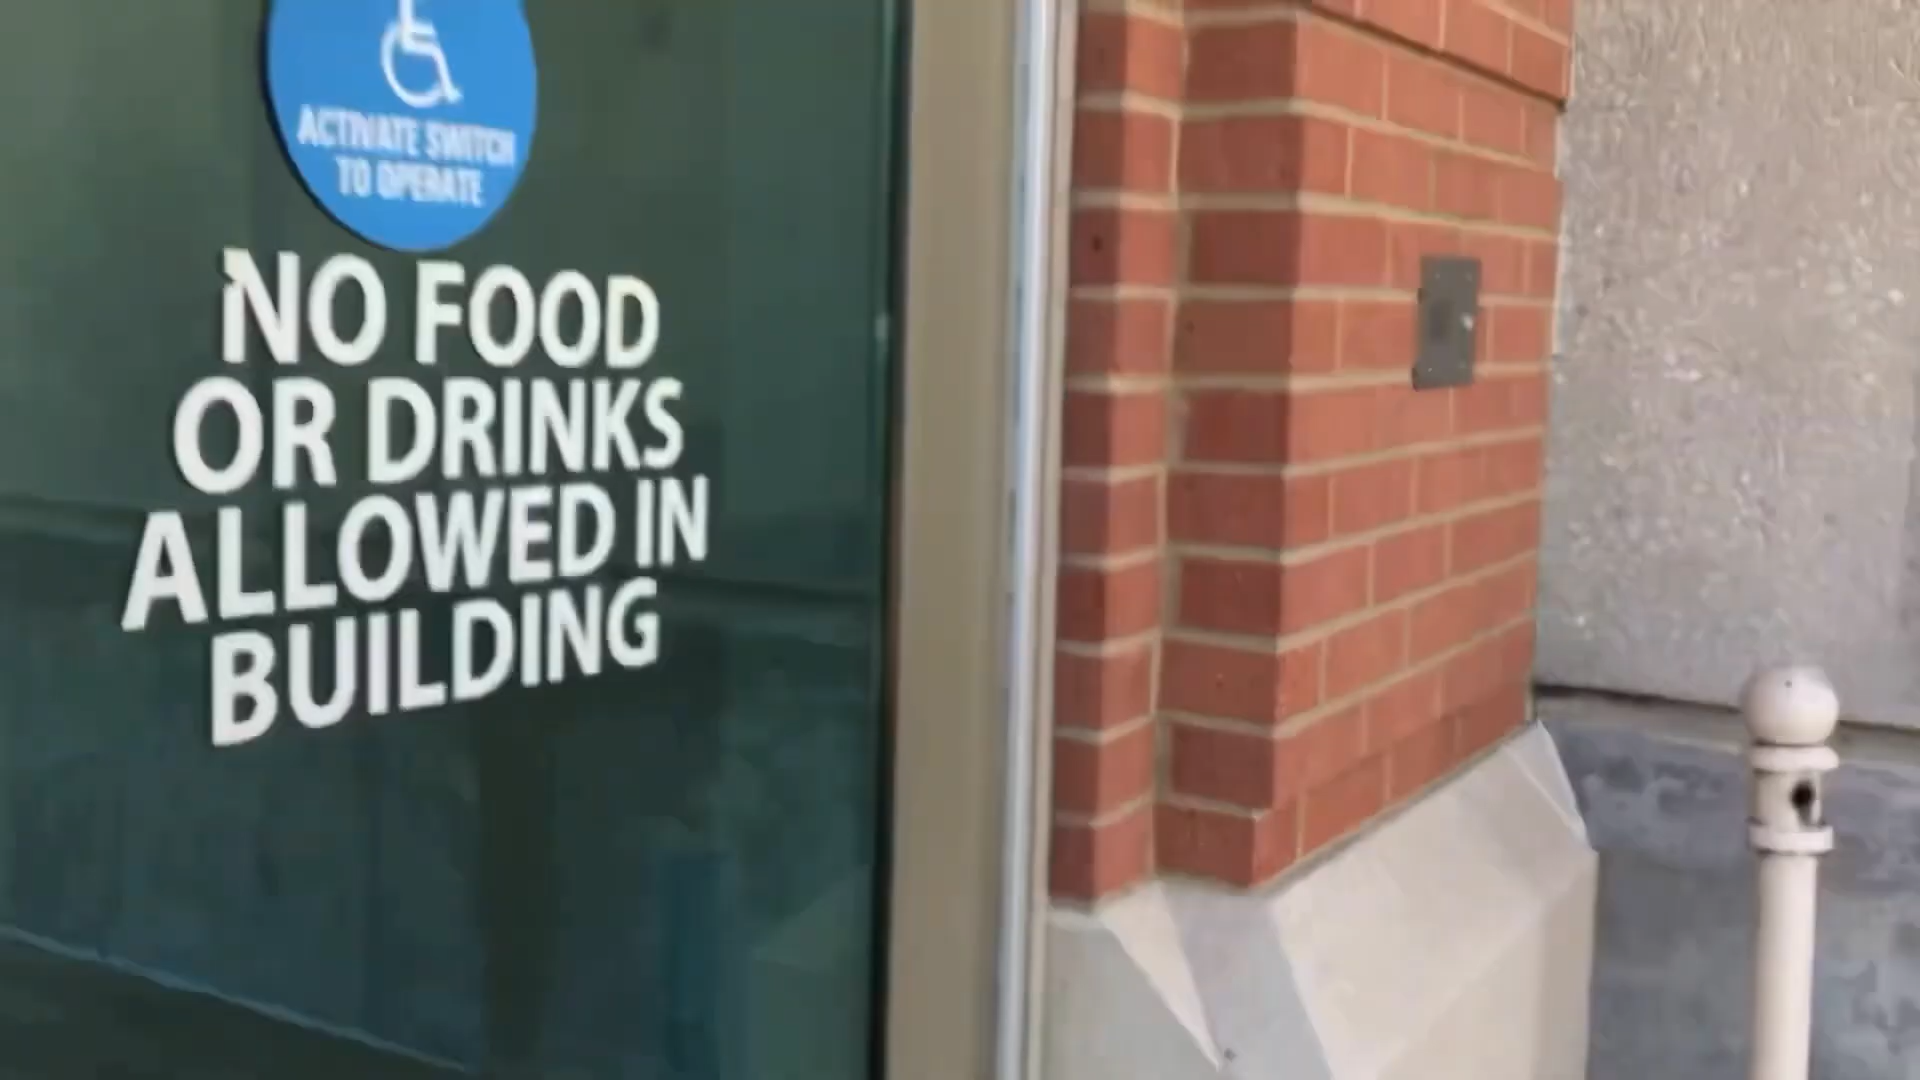 ACTIVATE SWITCH
TO OPERATE
NO FOOD
OR DRINKS
ALLOWED IN
BUILDING